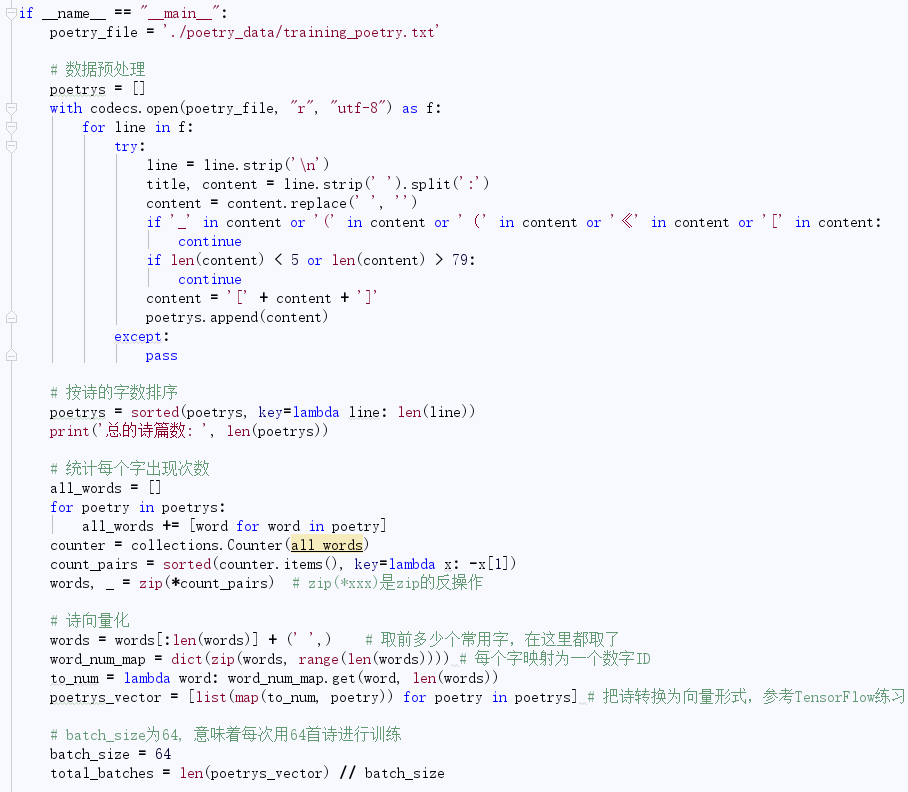 if __name__ == "__main__":
    poetry_file = './poetry_data/training_poetry.txt'
    # 数据预处理
    poetrys = []
    with codecs.open(poetry_file, "r", "utf-8") as f:
        for line in f:
            try:
                line = line.strip('\n')
                title, content = line.strip(' ').split(':')
                content = content.replace(' ', '')
                if '_' in content or '(' in content or '（' in content or '《' in content or '[' in content:
                    continue
                if len(content) < 5 or len(content) > 79:
                    continue
                content = '[' + content + ']'
                poetrys.append(content)
            except:
                pass
    # 按诗的字数排序
    poetrys = sorted(poetrys, key=lambda line: len(line))
    print('总的诗篇数: ', len(poetrys))
    # 统计每个字出现次数
    all_words = []
    for poetry in poetrys:
        all_words += [word for word in poetry]
    counter = collections.Counter(all_words)
    count_pairs = sorted(counter.items(), key=lambda x: -x[1])
    words, _ = zip(*count_pairs)  # zip(*xxx)是zip的反操作
    # 诗向量化
    words = words[:len(words)] + (' ',)    # 取前多少个常用字，在这里都取了
    word_num_map = dict(zip(words, range(len(words)))) # 每个字映射为一个数字ID
    to_num = lambda word: word_num_map.get(word, len(words))
    poetrys_vector = [list(map(to_num, poetry)) for poetry in poetrys] # 把诗转换为向量形式，参考TensorFlow练习
    # batch_size为64, 意味着每次用64首诗进行训练
    batch_size = 64
    total_batches = len(poetrys_vector) // batch_size